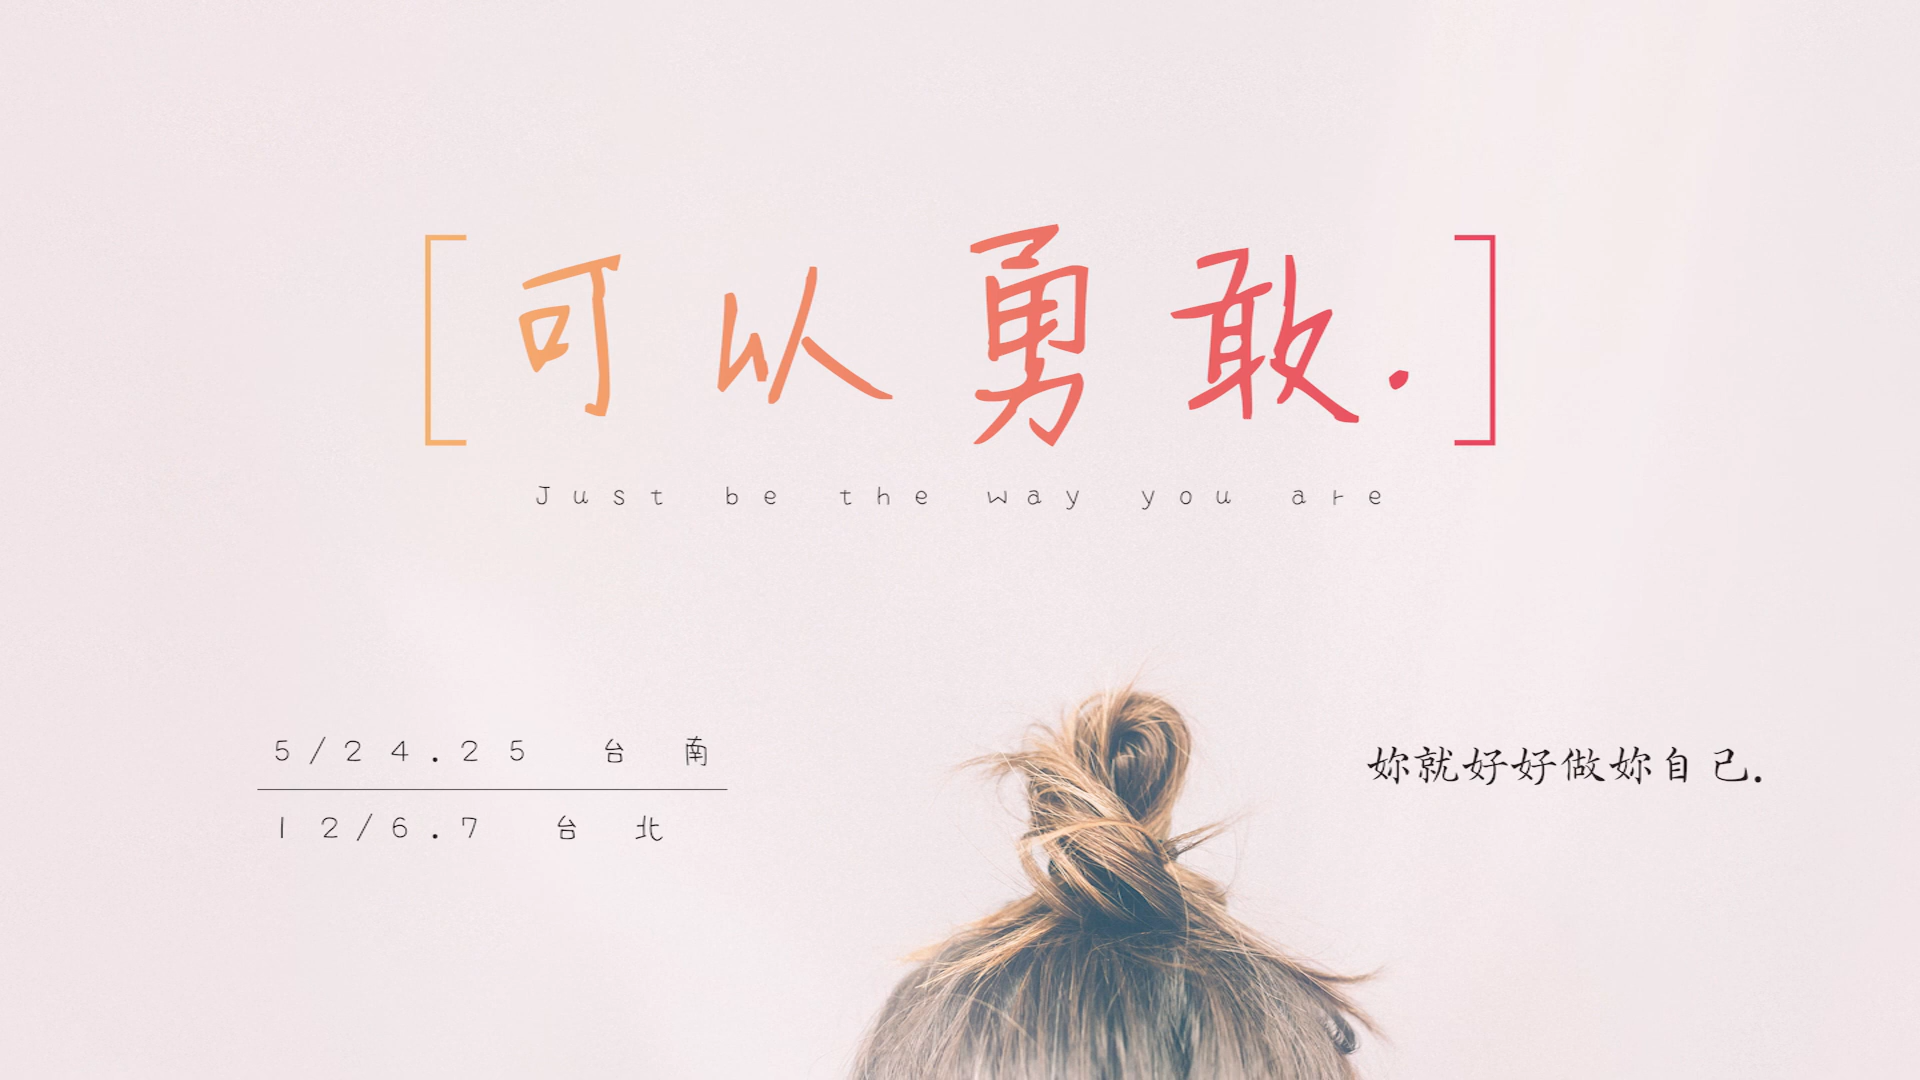 [可以勇敢.]
Just be the way you are
5/24.25 台南
12/6.7 台北
妳就好好做妳自己.